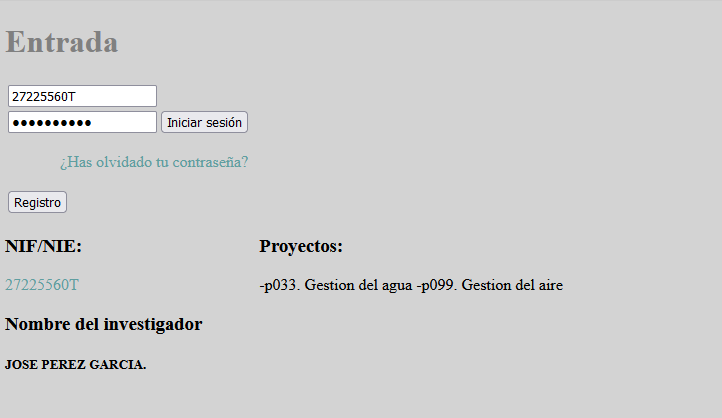 Entrada
27225560T
●●●●●●●●●● Iniciar sesión
¿Has olvidado tu contraseña?
Registro
NIF/NIE: Proyectos:
27225560T -p033. Gestion del agua -p099. Gestion del aire
Nombre del investigador
JOSE PEREZ GARCIA.